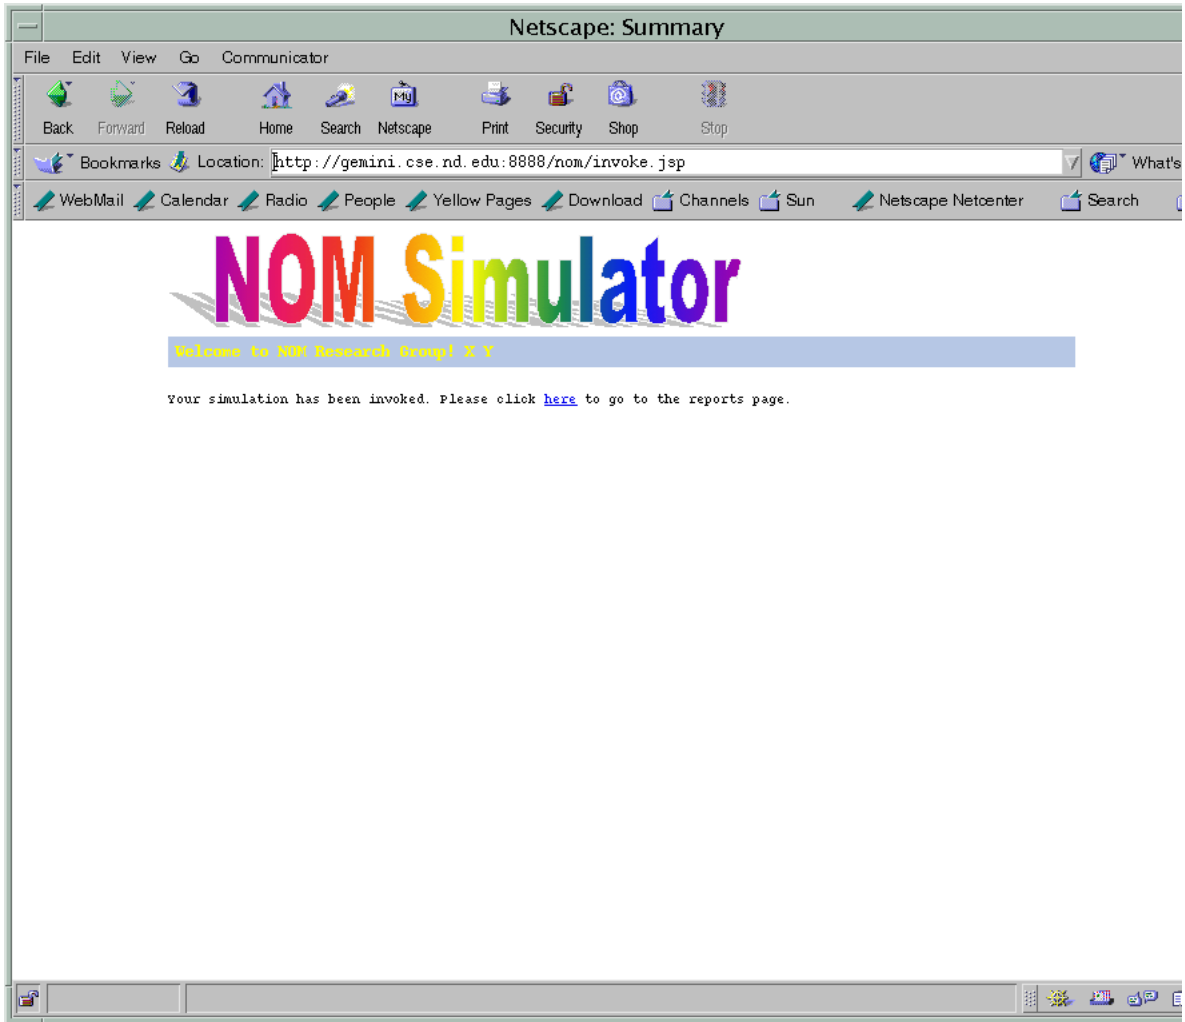 Netscape: Summary
File Edit View Go Communicator
Back Forward Reload Home Search Netscape Print Security Shop Stop
Bookmarks Location: http://gemini.cse.nd.edu:8888/nom/invoke.jsp What's
WebMail Calendar Radio People Yellow Pages Download Channels Sun Netscape Netcenter Search
NOM Simulator
Welcome to NOM Research Group! X Y
Your simulation has been invoked. Please click here to go to the reports page.